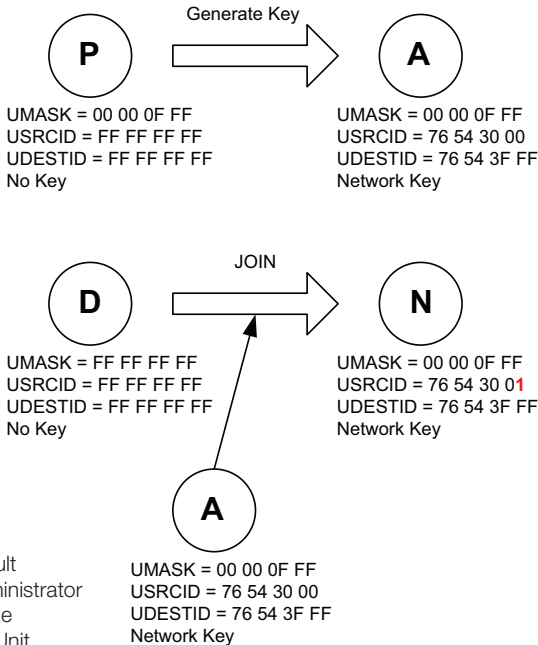 Generate Key
P
A
UMASK = 00 00 0F FF
USRCID = FF FF FF FF
UDESTID = FF FF FF FF
No Key
UMASK = 00 00 0F FF
USRCID = 76 54 30 00
UDESTID = 76 54 3F FF
Network Key
JOIN
D
N
UMASK = FF FF FF FF
USRCID = FF FF FF FF
UDESTID = FF FF FF FF
No Key
UMASK = 00 00 0F FF
USRCID = 76 54 30 01
UDESTID = 76 54 3F FF
Network Key
A
UMASK = 00 00 0F FF
USRCID = 76 54 30 00
UDESTID = 76 54 3F FF
Network Key